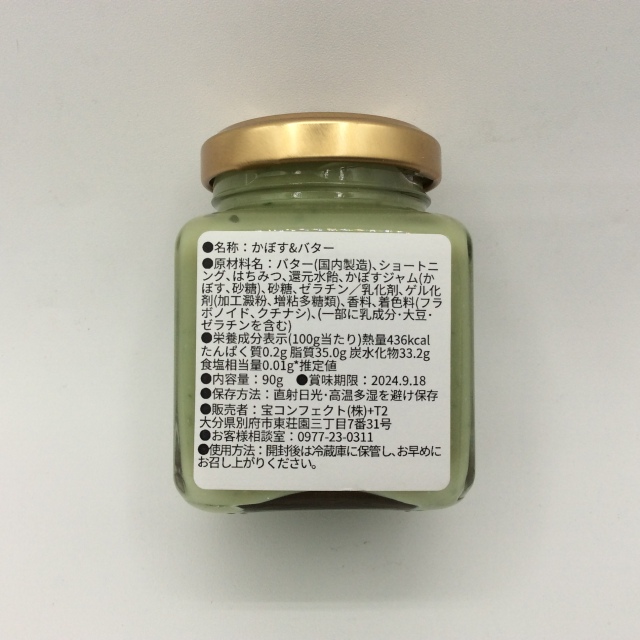 ●名称：かぼす&バター
●原材料名：バター(国内製造)、ショートニ
ング、はちみつ、還元水飴、かぼすジャム(か
ぼす、砂糖)、砂糖、ゼラチン／乳化剤、ゲル化
剤(加工澱粉、増粘多糖類)、香料、着色料(フラ
ボノイド、クチナシ)、(一部に乳成分･大豆･
ゼラチンを含む)
●栄養成分表示(100g当たり)熱量436kcal
たんぱく質0.2g 脂質35.0g 炭水化物33.2g
食塩相当量0.01g*推定値
●内容量：90g ●賞味期限：2024.9.18
●保存方法：直射日光･高温多湿を避け保存
●販売者：宝コンフェクト(株)+T2
大分県別府市東荘園三丁目7番31号
●お客様相談室：0977-23-0311
●使用方法：開封後は冷蔵庫に保管し、お早めに
お召し上がりください。